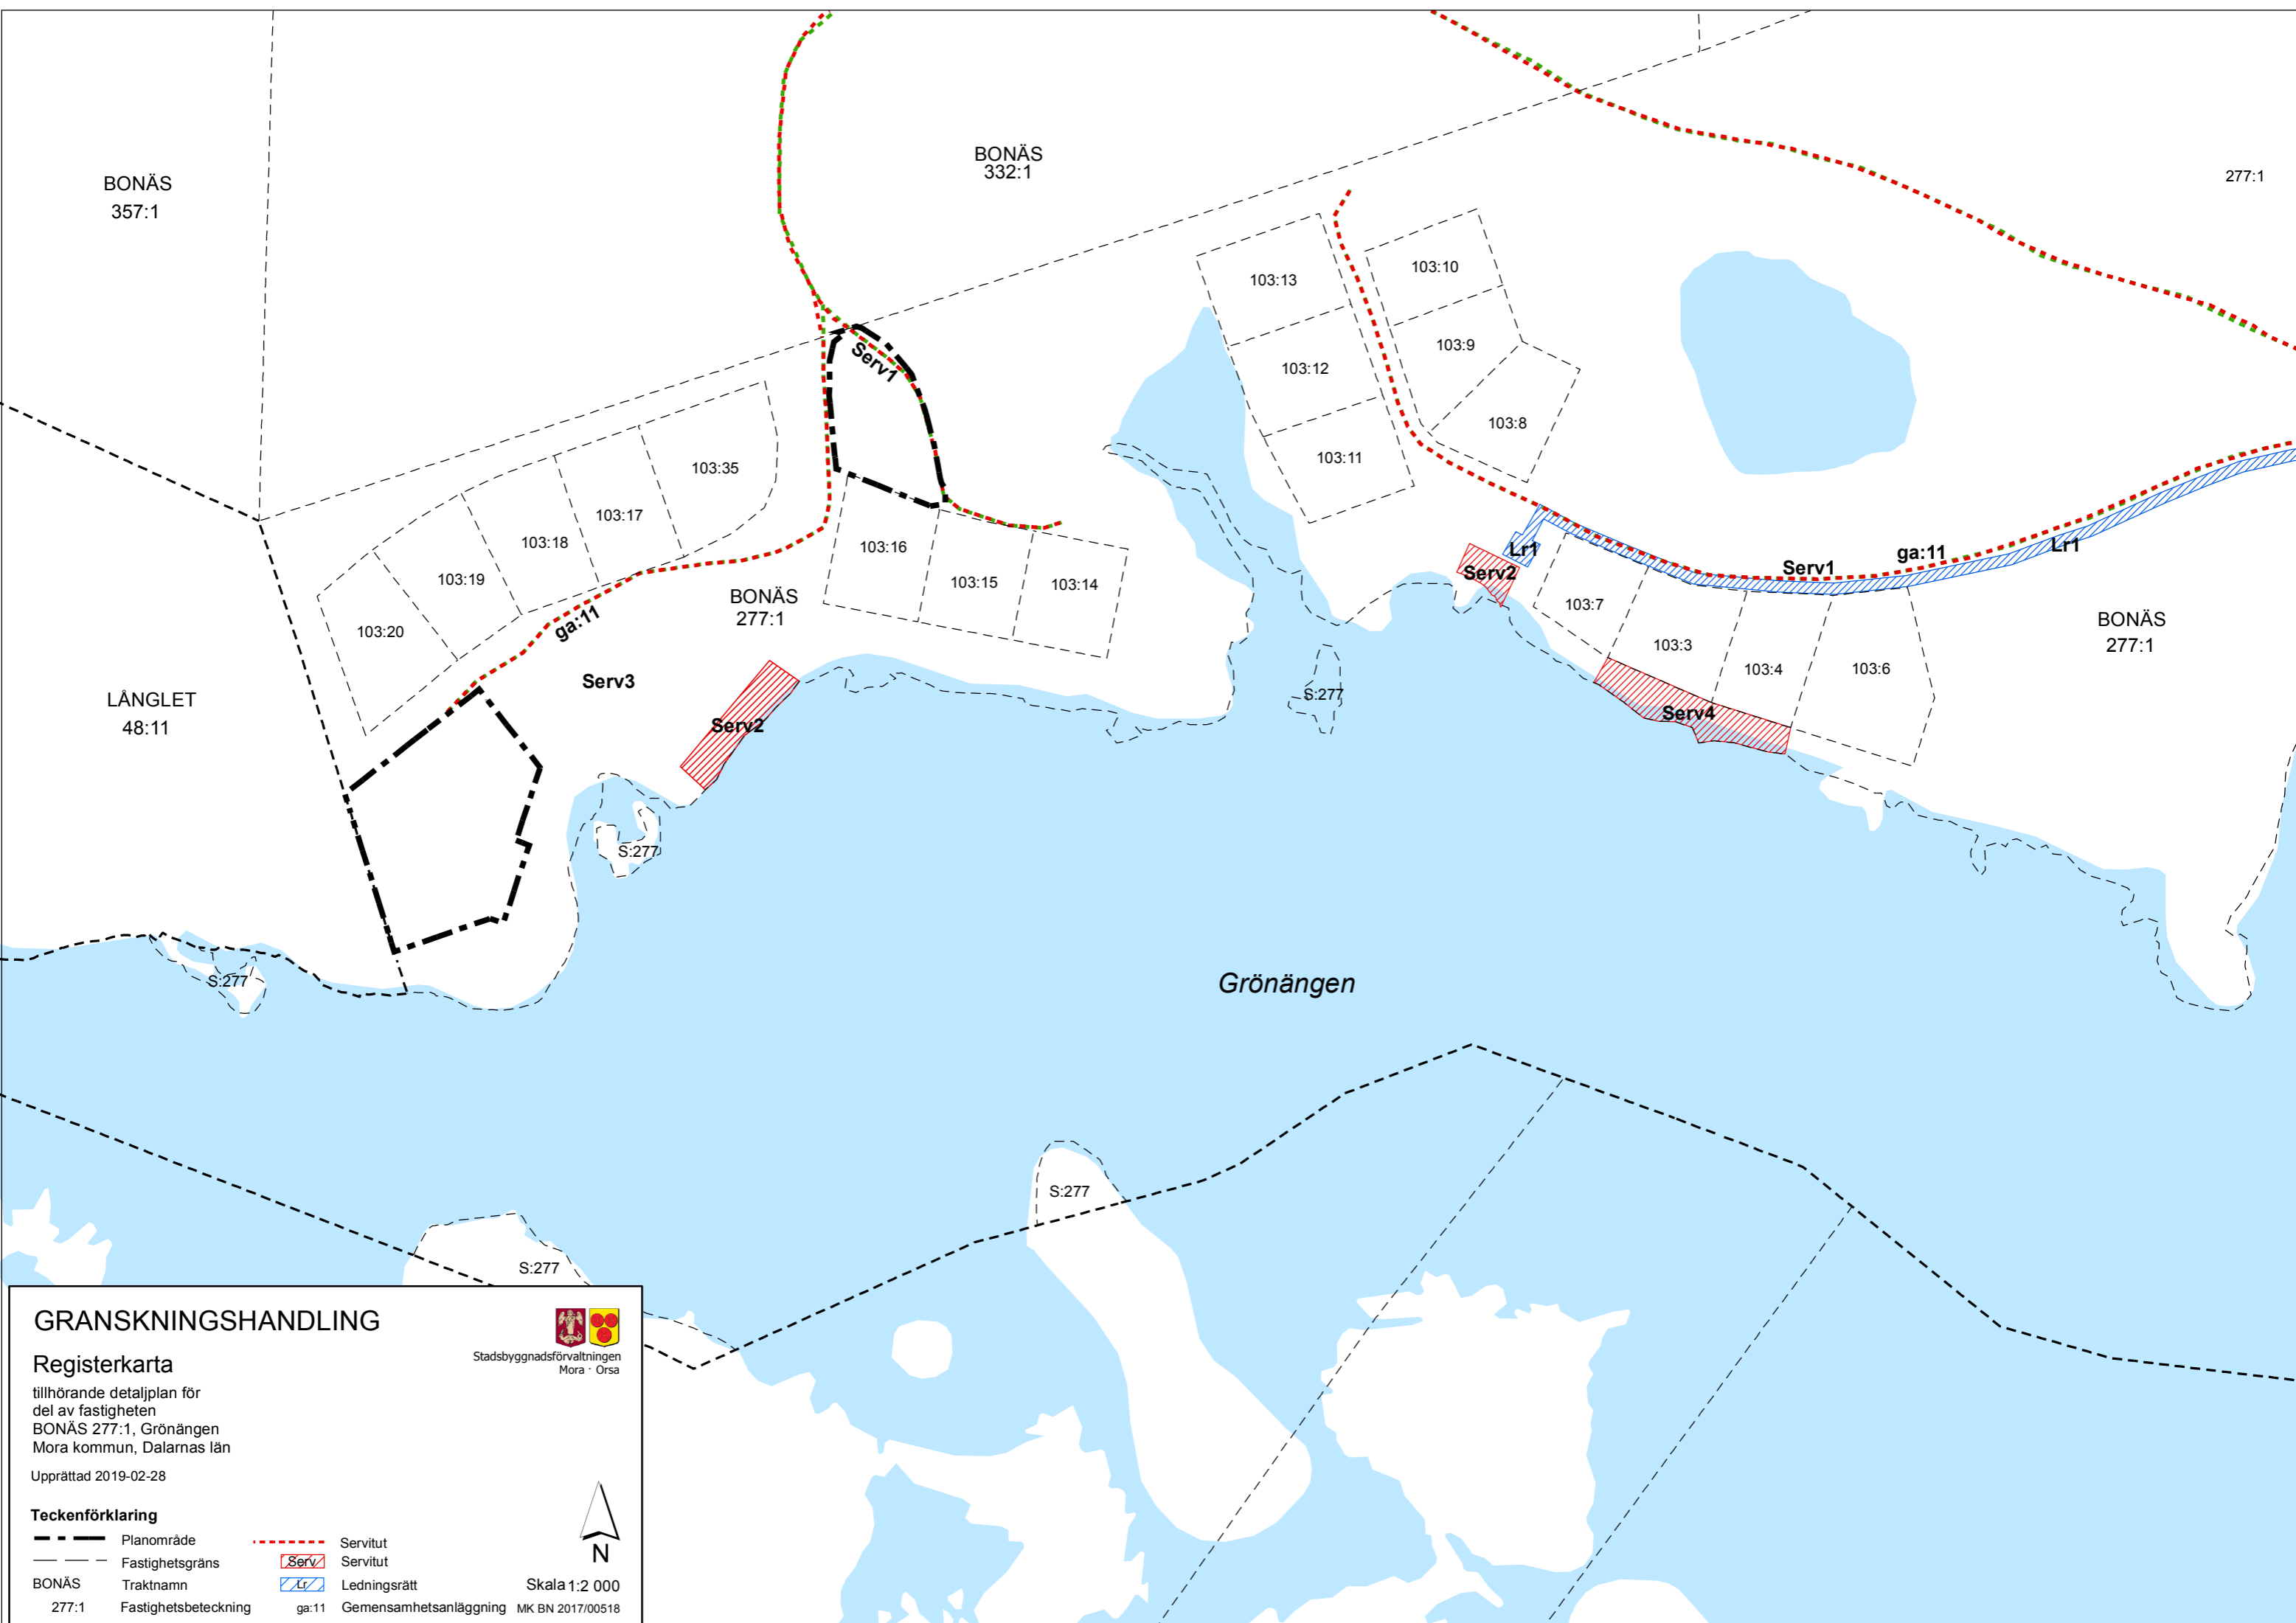 BONÄS
357:1
BONÄS
332:1
277:1
103:13
103:10
103:12
103:9
103:11
103:8
Serv1
103:35
103:17
103:18
103:19
103:20
103:16
103:15
103:14
BONÄS
277:1
ga:11
Serv3
Serv2
LÅNGLET
48:11
Lr1
Serv2
Serv1
ga:11
Lr1
103:7
103:3
103:4
103:6
Serv4
BONÄS
277:1
S:277
S:277
S:277
Grönängen
S:277
S:277
GRANSKNINGSHANDLING
Stadsbyggnadsförvaltningen
Mora · Orsa
Registerkarta
tillhörande detaljplan för
del av fastigheten
BONÄS 277:1, Grönängen
Mora kommun, Dalarnas län
Upprättad 2019-02-28
Teckenförklaring
Planområde
Servitut
Fastighetsgräns
Serv Servitut
BONÄS Traktnamn
Lr Ledningsrätt
277:1 Fastighetsbeteckning
ga:11 Gemensamhetsanläggning
N
Skala 1:2 000
MK BN 2017/00518